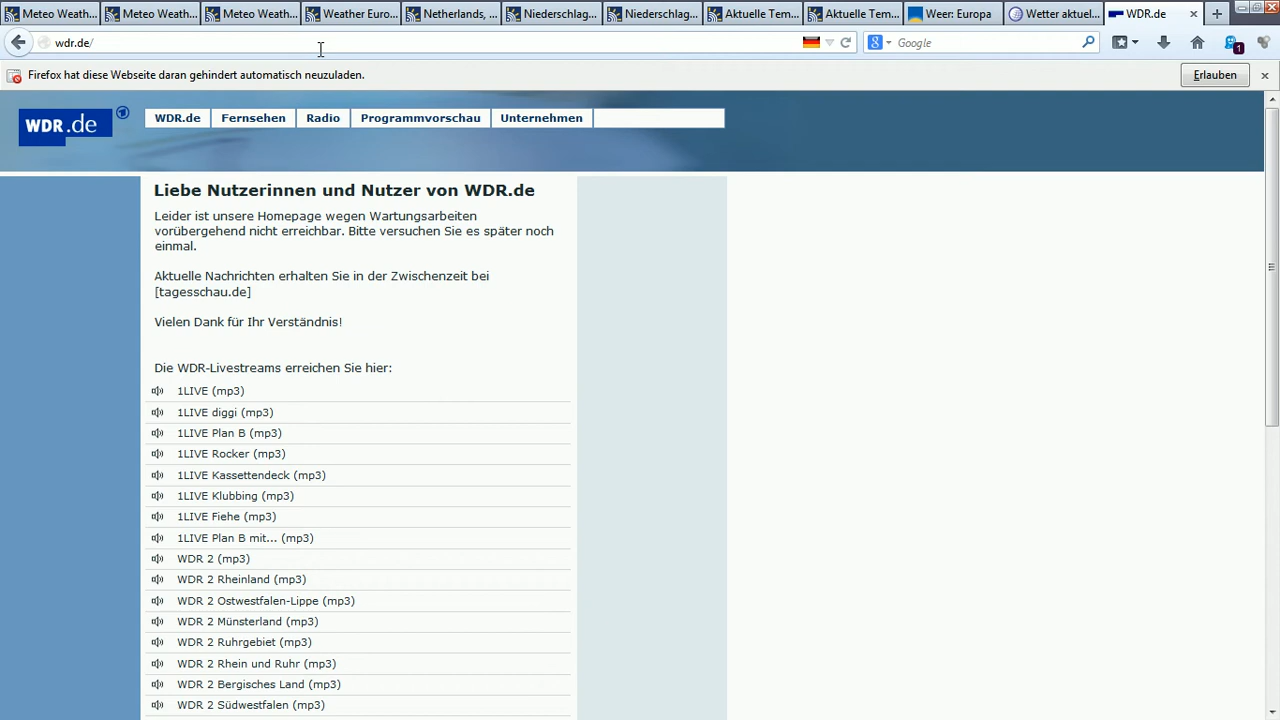 Meteo Weath...
Meteo Weath...
Meteo Weath...
Weather Euro...
Netherlands, ...
Niederschlag...
Niederschlag...
Aktuelle Tem...
Aktuelle Tem...
Weer: Europa
Wetter aktuel...
WDR.de
wdr.de/
Google
1
Firefox hat diese Webseite daran gehindert automatisch neuzuladen.
Erlauben
WDR.de
WDR.de
Fernsehen
Radio
Programmvorschau
Unternehmen
Liebe Nutzerinnen und Nutzer von WDR.de
Leider ist unsere Homepage wegen Wartungsarbeiten
vorübergehend nicht erreichbar. Bitte versuchen Sie es später noch
einmal.
Aktuelle Nachrichten erhalten Sie in der Zwischenzeit bei
[tagesschau.de]
Vielen Dank für Ihr Verständnis!
Die WDR-Livestreams erreichen Sie hier:
1LIVE (mp3)
1LIVE diggi (mp3)
1LIVE Plan B (mp3)
1LIVE Rocker (mp3)
1LIVE Kassettendeck (mp3)
1LIVE Klubbing (mp3)
1LIVE Fiehe (mp3)
1LIVE Plan B mit... (mp3)
WDR 2 (mp3)
WDR 2 Rheinland (mp3)
WDR 2 Ostwestfalen-Lippe (mp3)
WDR 2 Münsterland (mp3)
WDR 2 Ruhrgebiet (mp3)
WDR 2 Rhein und Ruhr (mp3)
WDR 2 Bergisches Land (mp3)
WDR 2 Südwestfalen (mp3)